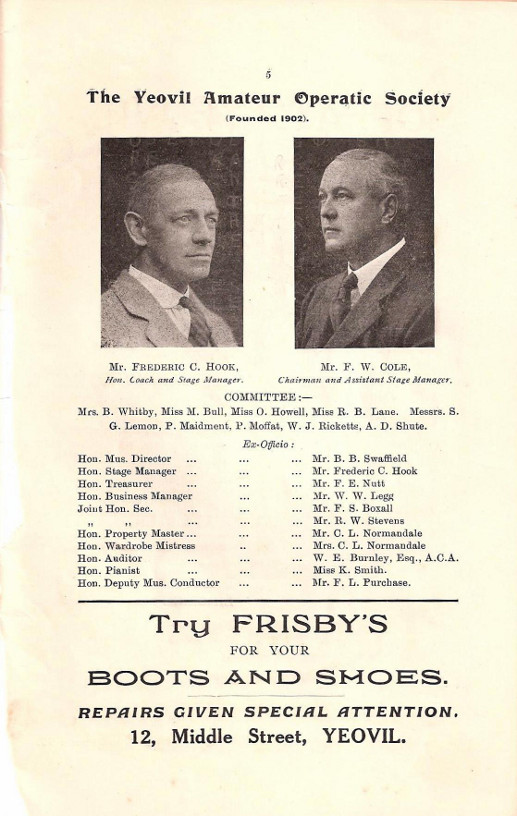 5
The Yeovil Amateur Operatic Society
(Founded 1902).
Mr. FREDERIC C. HOOK,
Hon. Coach and Stage Manager.
Mr. F. W. COLE,
Chairman and Assistant Stage Manager.
COMMITTEE :—
Mrs. B. Whitby, Miss M. Bull, Miss O. Howell, Miss R. B. Lane. Messrs. S.
G. Lemon, P. Maidment, P. Moffat, W. J. Ricketts, A. D. Shute.
Ex-Officio :
Hon. Mus. Director ... ... ... Mr. B. B. Swaffield
Hon. Stage Manager ... ... ... Mr. Frederic C. Hook
Hon. Treasurer ... ... ... Mr. F. E. Nutt
Hon. Business Manager ... ... Mr. W. W. Legg
Joint Hon. Sec. ... ... ... Mr. F. S. Boxall
„ „ ... ... ... Mr. R. W. Stevens
Hon. Property Master ... ... ... Mr. C. L. Normandale
Hon. Wardrobe Mistress .. ... Mrs. C. L. Normandale
Hon. Auditor ... ... ... W. E. Burnley, Esq., A.C.A.
Hon. Pianist ... ... ... Miss K. Smith.
Hon. Deputy Mus. Conductor ... ... Mr. F. L. Purchase.
Try FRISBY'S
FOR YOUR
BOOTS AND SHOES.
REPAIRS GIVEN SPECIAL ATTENTION.
12, Middle Street, YEOVIL.